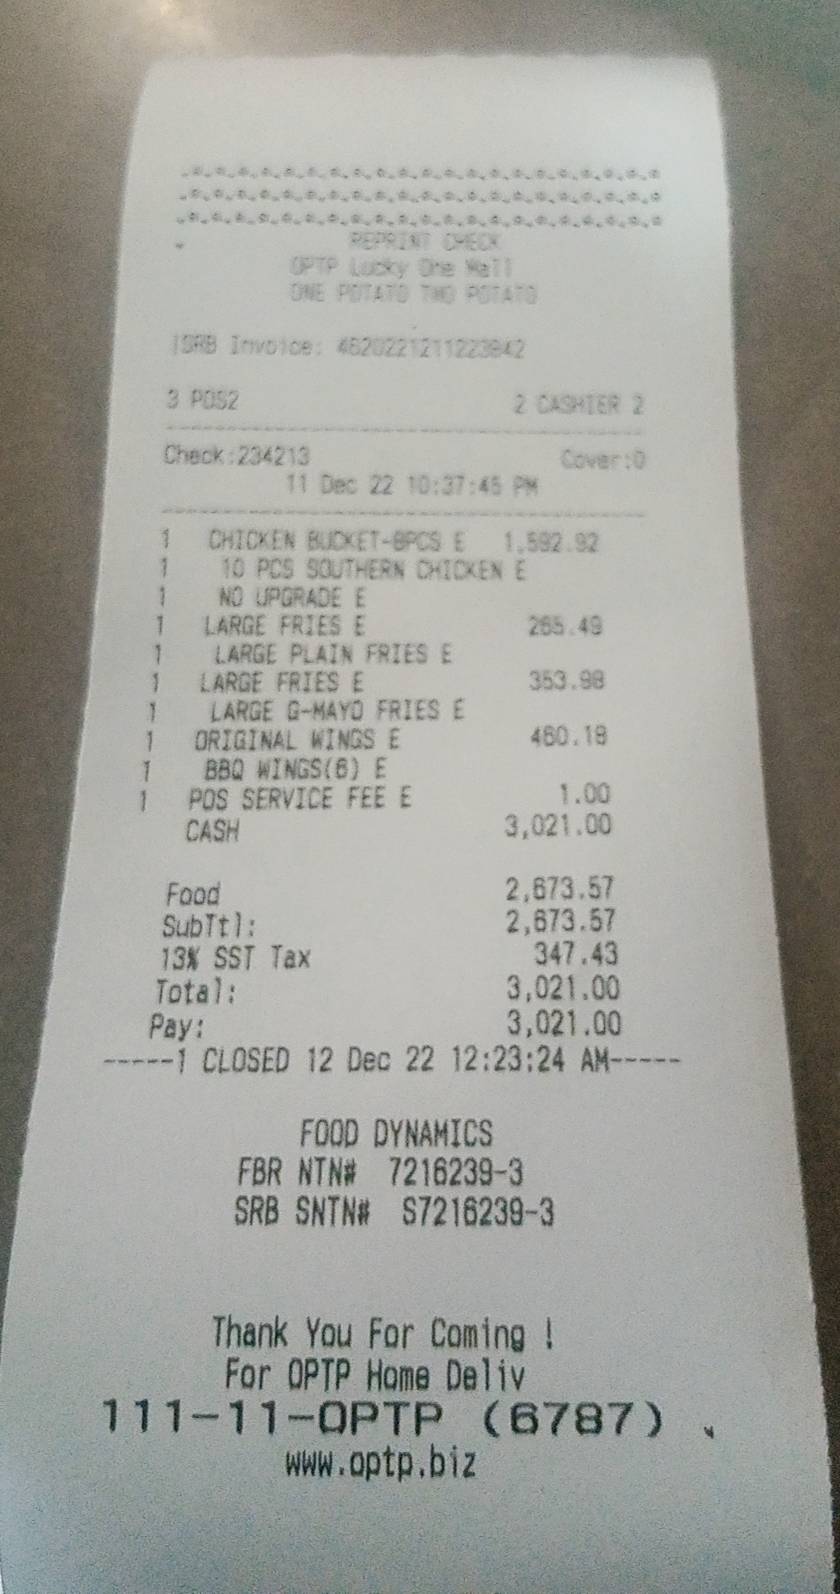 REPRINT CHECK
OPTP Lucky One Mall
ONE POTATO TWO POTATO
SRB Invoice: 4620221211223842
3 POS2 2 CASHIER 2
Check:234213 Cover:0
11 Dec 22 10:37:45 PM
1 CHICKEN BUCKET-8PCS E 1,592.92
1 10 PCS SOUTHERN CHICKEN E
1 NO UPGRADE E
1 LARGE FRIES E 265.49
1 LARGE PLAIN FRIES E
1 LARGE FRIES E 353.98
1 LARGE G-MAYO FRIES E
1 ORIGINAL WINGS E 460.18
1 BBQ WINGS(6) E
1 POS SERVICE FEE E 1.00
CASH 3,021.00
Food 2,673.57
SubTtl: 2,673.57
13% SST Tax 347.43
Total: 3,021.00
Pay: 3,021.00
-----1 CLOSED 12 Dec 22 12:23:24 AM-----
FOOD DYNAMICS
FBR NTN# 7216239-3
SRB SNTN# S7216239-3
Thank You For Coming !
For OPTP Home Deliv
111-11-OPTP (6787)
www.optp.biz